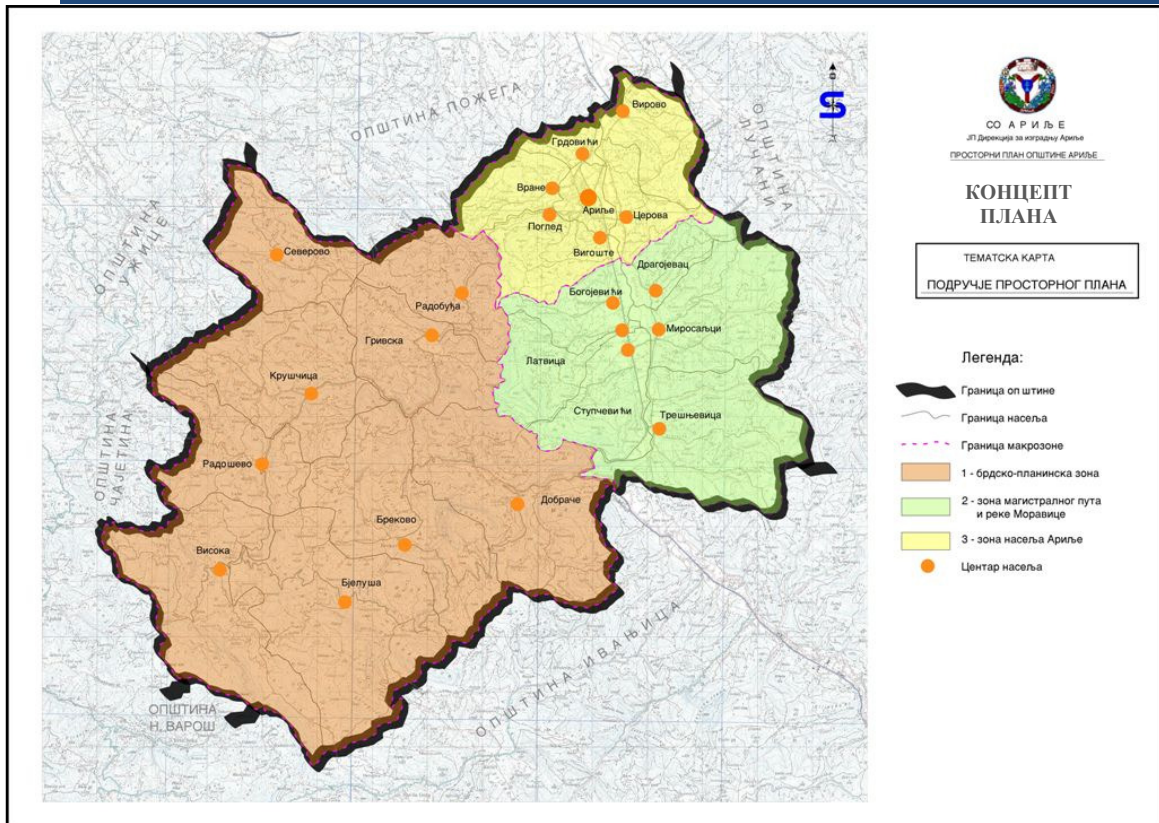 ОПШТИНА ПОЖЕГА
ОПШТИНА
ЛУЧАНИ
ОПШТИНА
УЖИЦЕ
ОПШТИНА
ЧАЈЕТИНА
ОПШТИНА
Н. ВАРОШ
ОПШТИНА ИВАЊИЦА
Вирово
Грдовићи
Вране
Ариље
Поглед
Церова
Вигоште
Драгојевац
Северово
Богојевићи
Радобуђа
Миросаљци
Гривска
Латвица
Крушчица
Ступчевићи
Трешњевица
Радошево
Добраче
Бреково
Висока
Бјелуша
СО АРИЉЕ
ЈП Дирекција за изградњу Ариље
ПРОСТОРНИ ПЛАН ОПШТИНЕ АРИЉЕ
КОНЦЕПТ
ПЛАНА
ТЕМАТСКА КАРТА
ПОДРУЧЈЕ ПРОСТОРНОГ ПЛАНА
Легенда:
Граница оп штине
Граница насеља
Граница макрозоне
1 - брдско-планинска зона
2 - зона магистралног пута
и реке Моравице
3 - зона насеља Ариље
Центар насеља